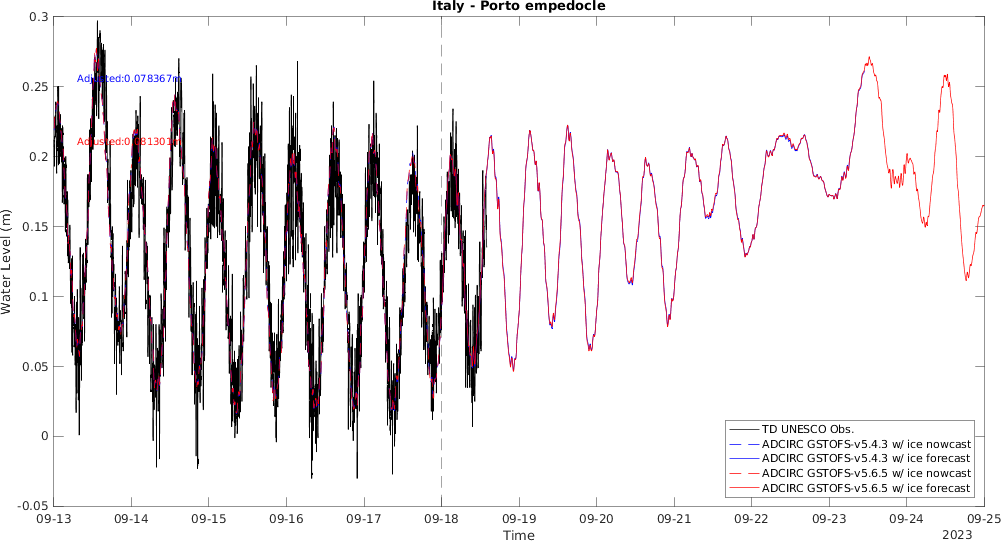 Italy - Porto empedocle
0.3
0.25
0.2
0.15
0.1
0.05
0
-0.05
Water Level (m)
Adjusted:0.078367m
Adjusted:0.081301m
TD UNESCO Obs.
ADCIRC GSTOFS-v5.4.3 w/ ice nowcast
ADCIRC GSTOFS-v5.4.3 w/ ice forecast
ADCIRC GSTOFS-v5.6.5 w/ ice nowcast
ADCIRC GSTOFS-v5.6.5 w/ ice forecast
09-13 09-14 09-15 09-16 09-17 09-18 09-19 09-20 09-21 09-22 09-23 09-24 09-25
Time
2023